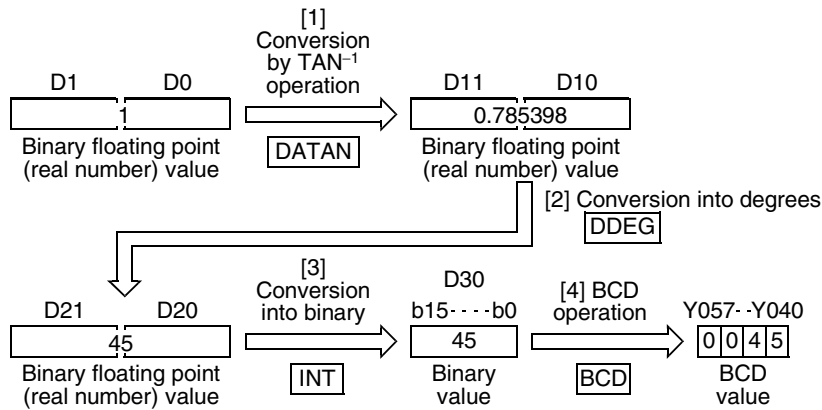 [1]
Conversion
by TAN⁻¹
operation
D1 D0
1
Binary floating point
(real number) value
DATAN
D11 D10
0.785398
Binary floating point
(real number) value
[2] Conversion into degrees
DDEG
D21 D20
45
Binary floating point
(real number) value
[3]
Conversion
into binary
INT
D30
b15----b0
45
Binary
value
[4] BCD
operation
BCD
Y057--Y040
0 0 4 5
BCD
value